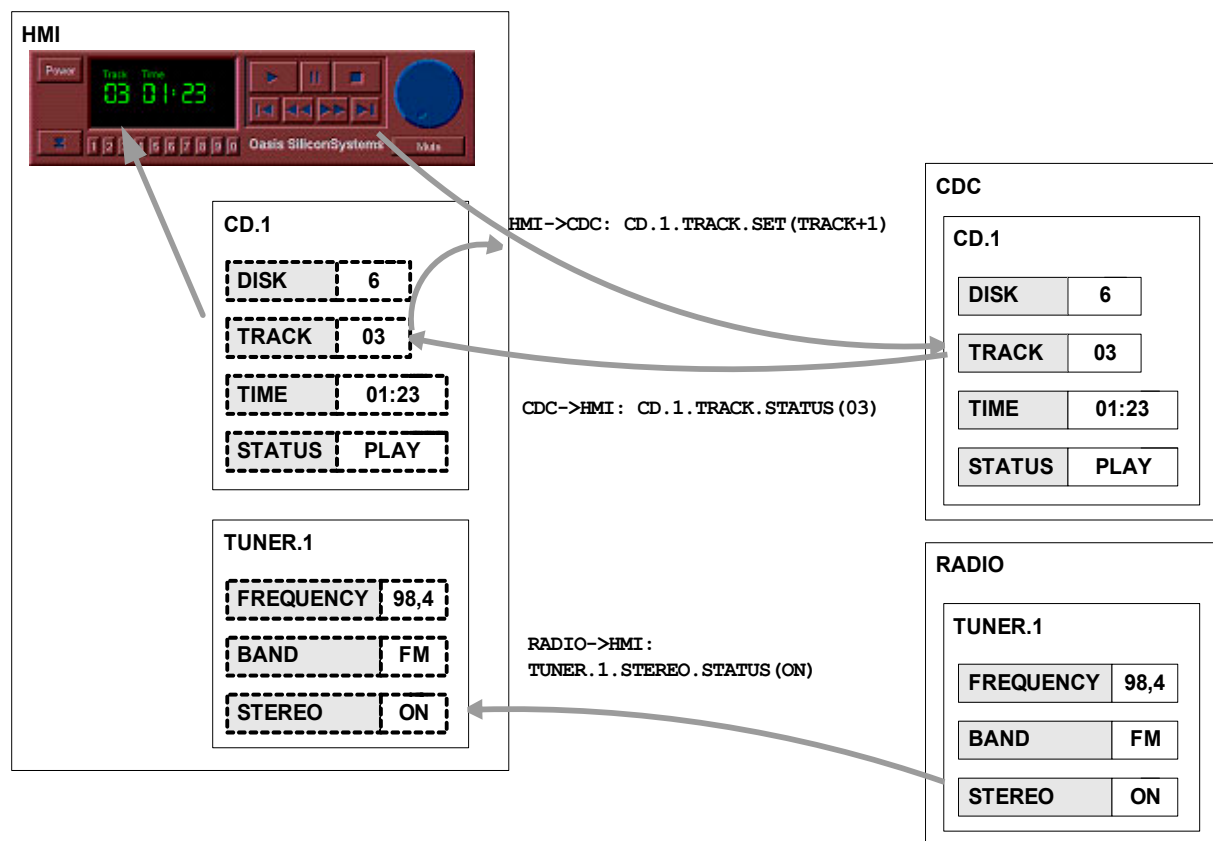 HMI
Power
Track Time
03 01:23
1 2 3 4 5 6 7 8 9 0
Oasis SiliconSystems
Mute
CD.1
DISK 6
TRACK 03
TIME 01:23
STATUS PLAY
HMI->CDC: CD.1.TRACK.SET(TRACK+1)
CDC->HMI: CD.1.TRACK.STATUS(03)
CDC
CD.1
DISK 6
TRACK 03
TIME 01:23
STATUS PLAY
TUNER.1
FREQUENCY 98,4
BAND FM
STEREO ON
RADIO->HMI:
TUNER.1.STEREO.STATUS(ON)
RADIO
TUNER.1
FREQUENCY 98,4
BAND FM
STEREO ON